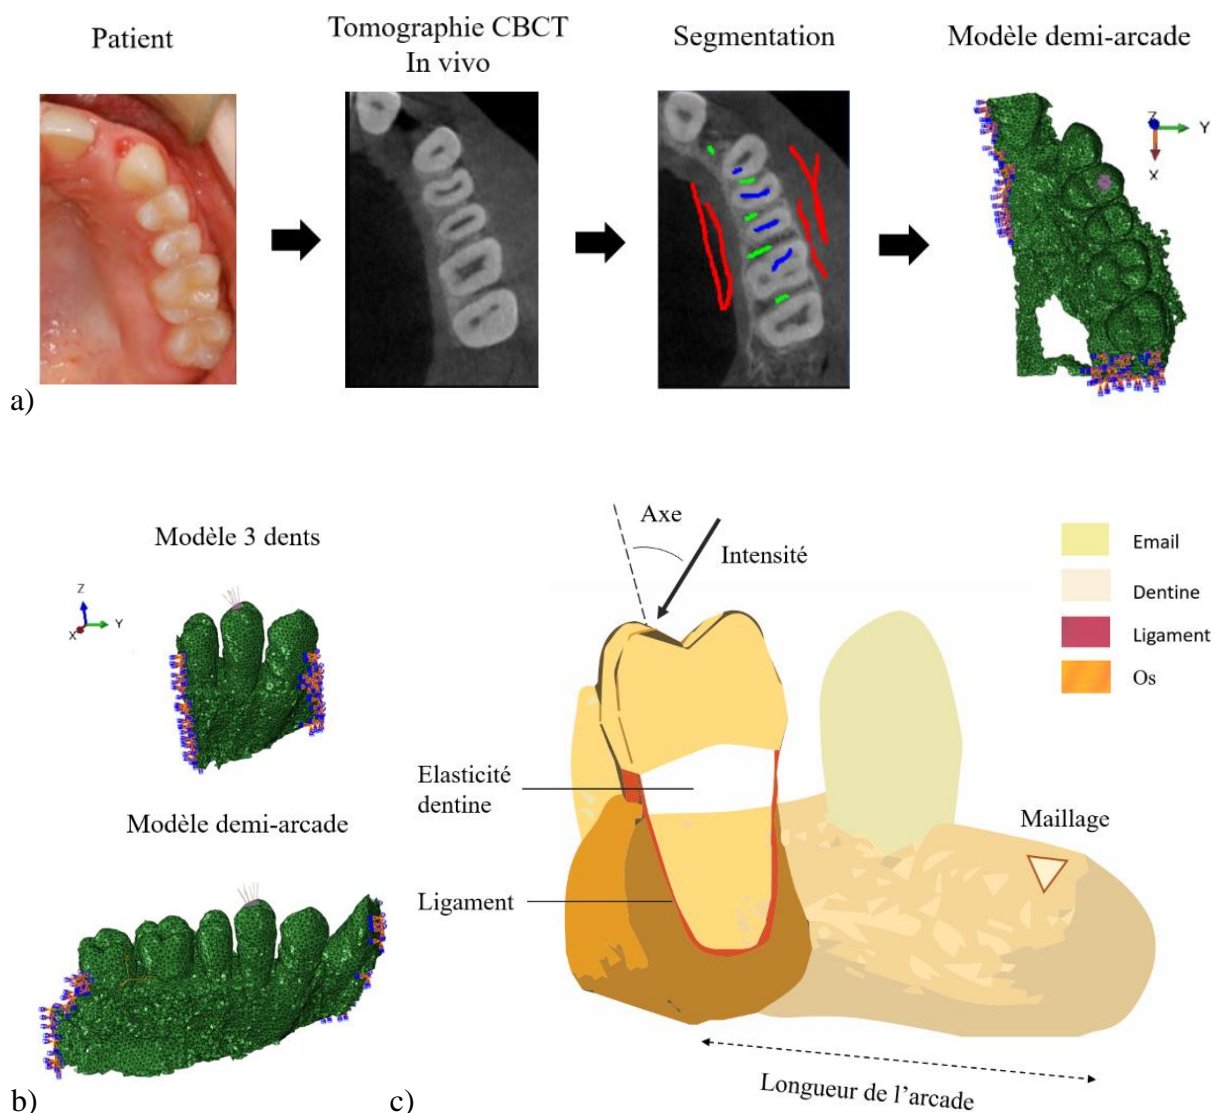 Patient
Tomographie CBCT
In vivo
Segmentation
Modèle demi-arcade
Z
Y
X
a)
Modèle 3 dents
Z
X
Y
Modèle demi-arcade
b)
Axe
Intensité
Email
Dentine
Ligament
Os
Elasticité
dentine
Maillage
Ligament
Longueur de l'arcade
c)